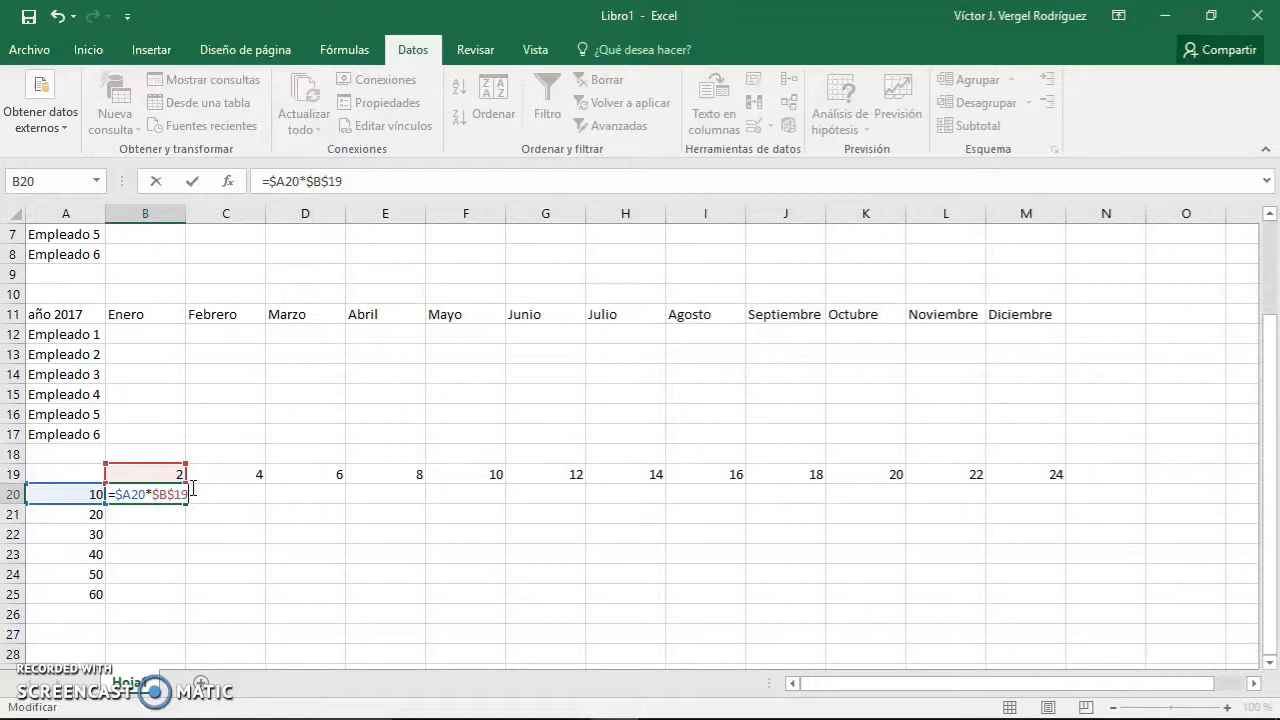 Libro1 - Excel
Víctor J. Vergel Rodríguez
Archivo Inicio Insertar Diseño de página Fórmulas Datos Revisar Vista ¿Qué desea hacer? Compartir
Obtener datos externos
Nueva consulta
Mostrar consultas
Desde una tabla
Fuentes recientes
Obtener y transformar
Actualizar todo
Conexiones
Propiedades
Editar vínculos
Conexiones
Ordenar
Filtro
Borrar
Volver a aplicar
Avanzadas
Ordenar y filtrar
Texto en columnas
Herramientas de datos
Análisis de hipótesis
Previsión
Previsión
Agrupar
Desagrupar
Subtotal
Esquema
B20 fx =$A20*$B$19
A B C D E F G H I J K L M N O
7 Empleado 5
8 Empleado 6
9
10
11 año 2017 Enero Febrero Marzo Abril Mayo Junio Julio Agosto Septiembre Octubre Noviembre Diciembre
12 Empleado 1
13 Empleado 2
14 Empleado 3
15 Empleado 4
16 Empleado 5
17 Empleado 6
18
19 2 4 6 8 10 12 14 16 18 20 22 24
20 10 =$A20*$B$19
21 20
22 30
23 40
24 50
25 60
26
27
28
RECORDED WITH
SCREENCAST MATIC
Modificar
100 %